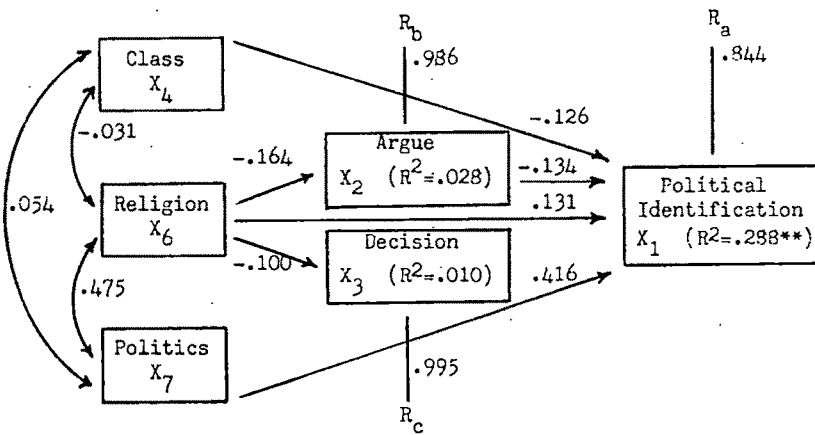 R_b
R_a
.986
.844
Class
X_4
-.126
-.031
-.164
Argue
X_2 (R²=.028)
-.134
.054
Religion
X_6
.131
Political
Identification
X_1 (R²=.288**)
Decision
X_3 (R²=.010)
-.100
.416
.475
Politics
X_7
.995
R_c